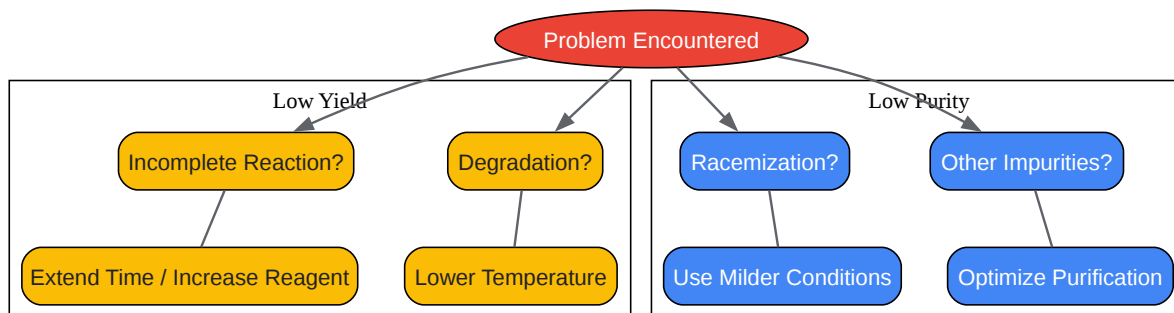 Problem Encountered
Low Yield
Low Purity
Incomplete Reaction?
Degradation?
Racemization?
Other Impurities?
Extend Time / Increase Reagent
Lower Temperature
Use Milder Conditions
Optimize Purification